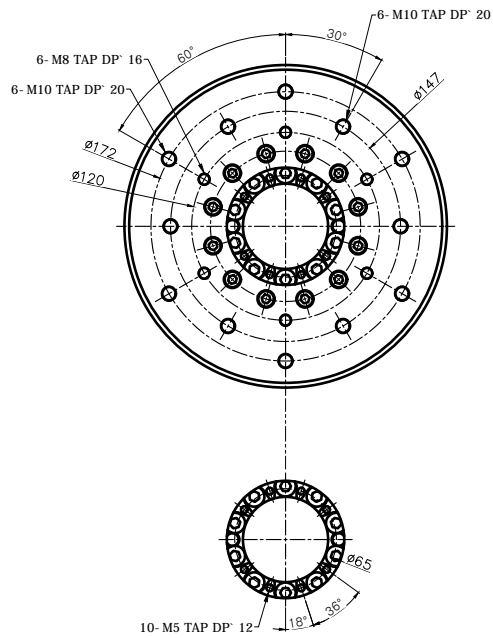 6- M10 TAP DP` 20
60°
30°
6- M8 TAP DP` 16
6- M10 TAP DP` 20
ø147
ø172
ø120
ø65
36°
18°
10- M5 TAP DP` 12